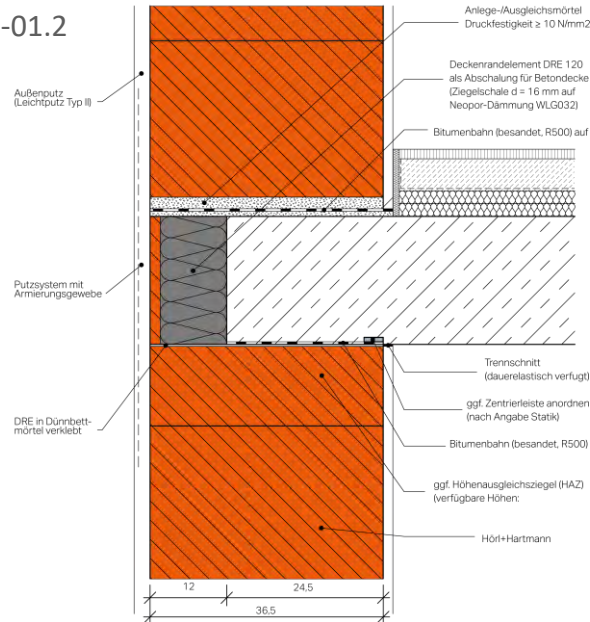 -01.2
Anlege-/Ausgleichsmörtel
Druckfestigkeit ≥ 10 N/mm2
Deckenrandelement DRE 120
als Abschalung für Betondecke
(Ziegelschale d = 16 mm auf
Neopor-Dämmung WLG032)
Bitumenbahn (besandet, R500) auf
Außenputz
(Leichtputz Typ II)
Putzsystem mit
Armierungsgewebe
DRE in Dünnbett-
mörtel verklebt
Trennschnitt
(dauerelastisch verfugt)
ggf. Zentrierleiste anordnen
(nach Angabe Statik)
Bitumenbahn (besandet, R500)
ggf. Höhenausgleichsziegel (HAZ)
(verfügbare Höhen:
Hörl+Hartmann
12
24,5
36,5